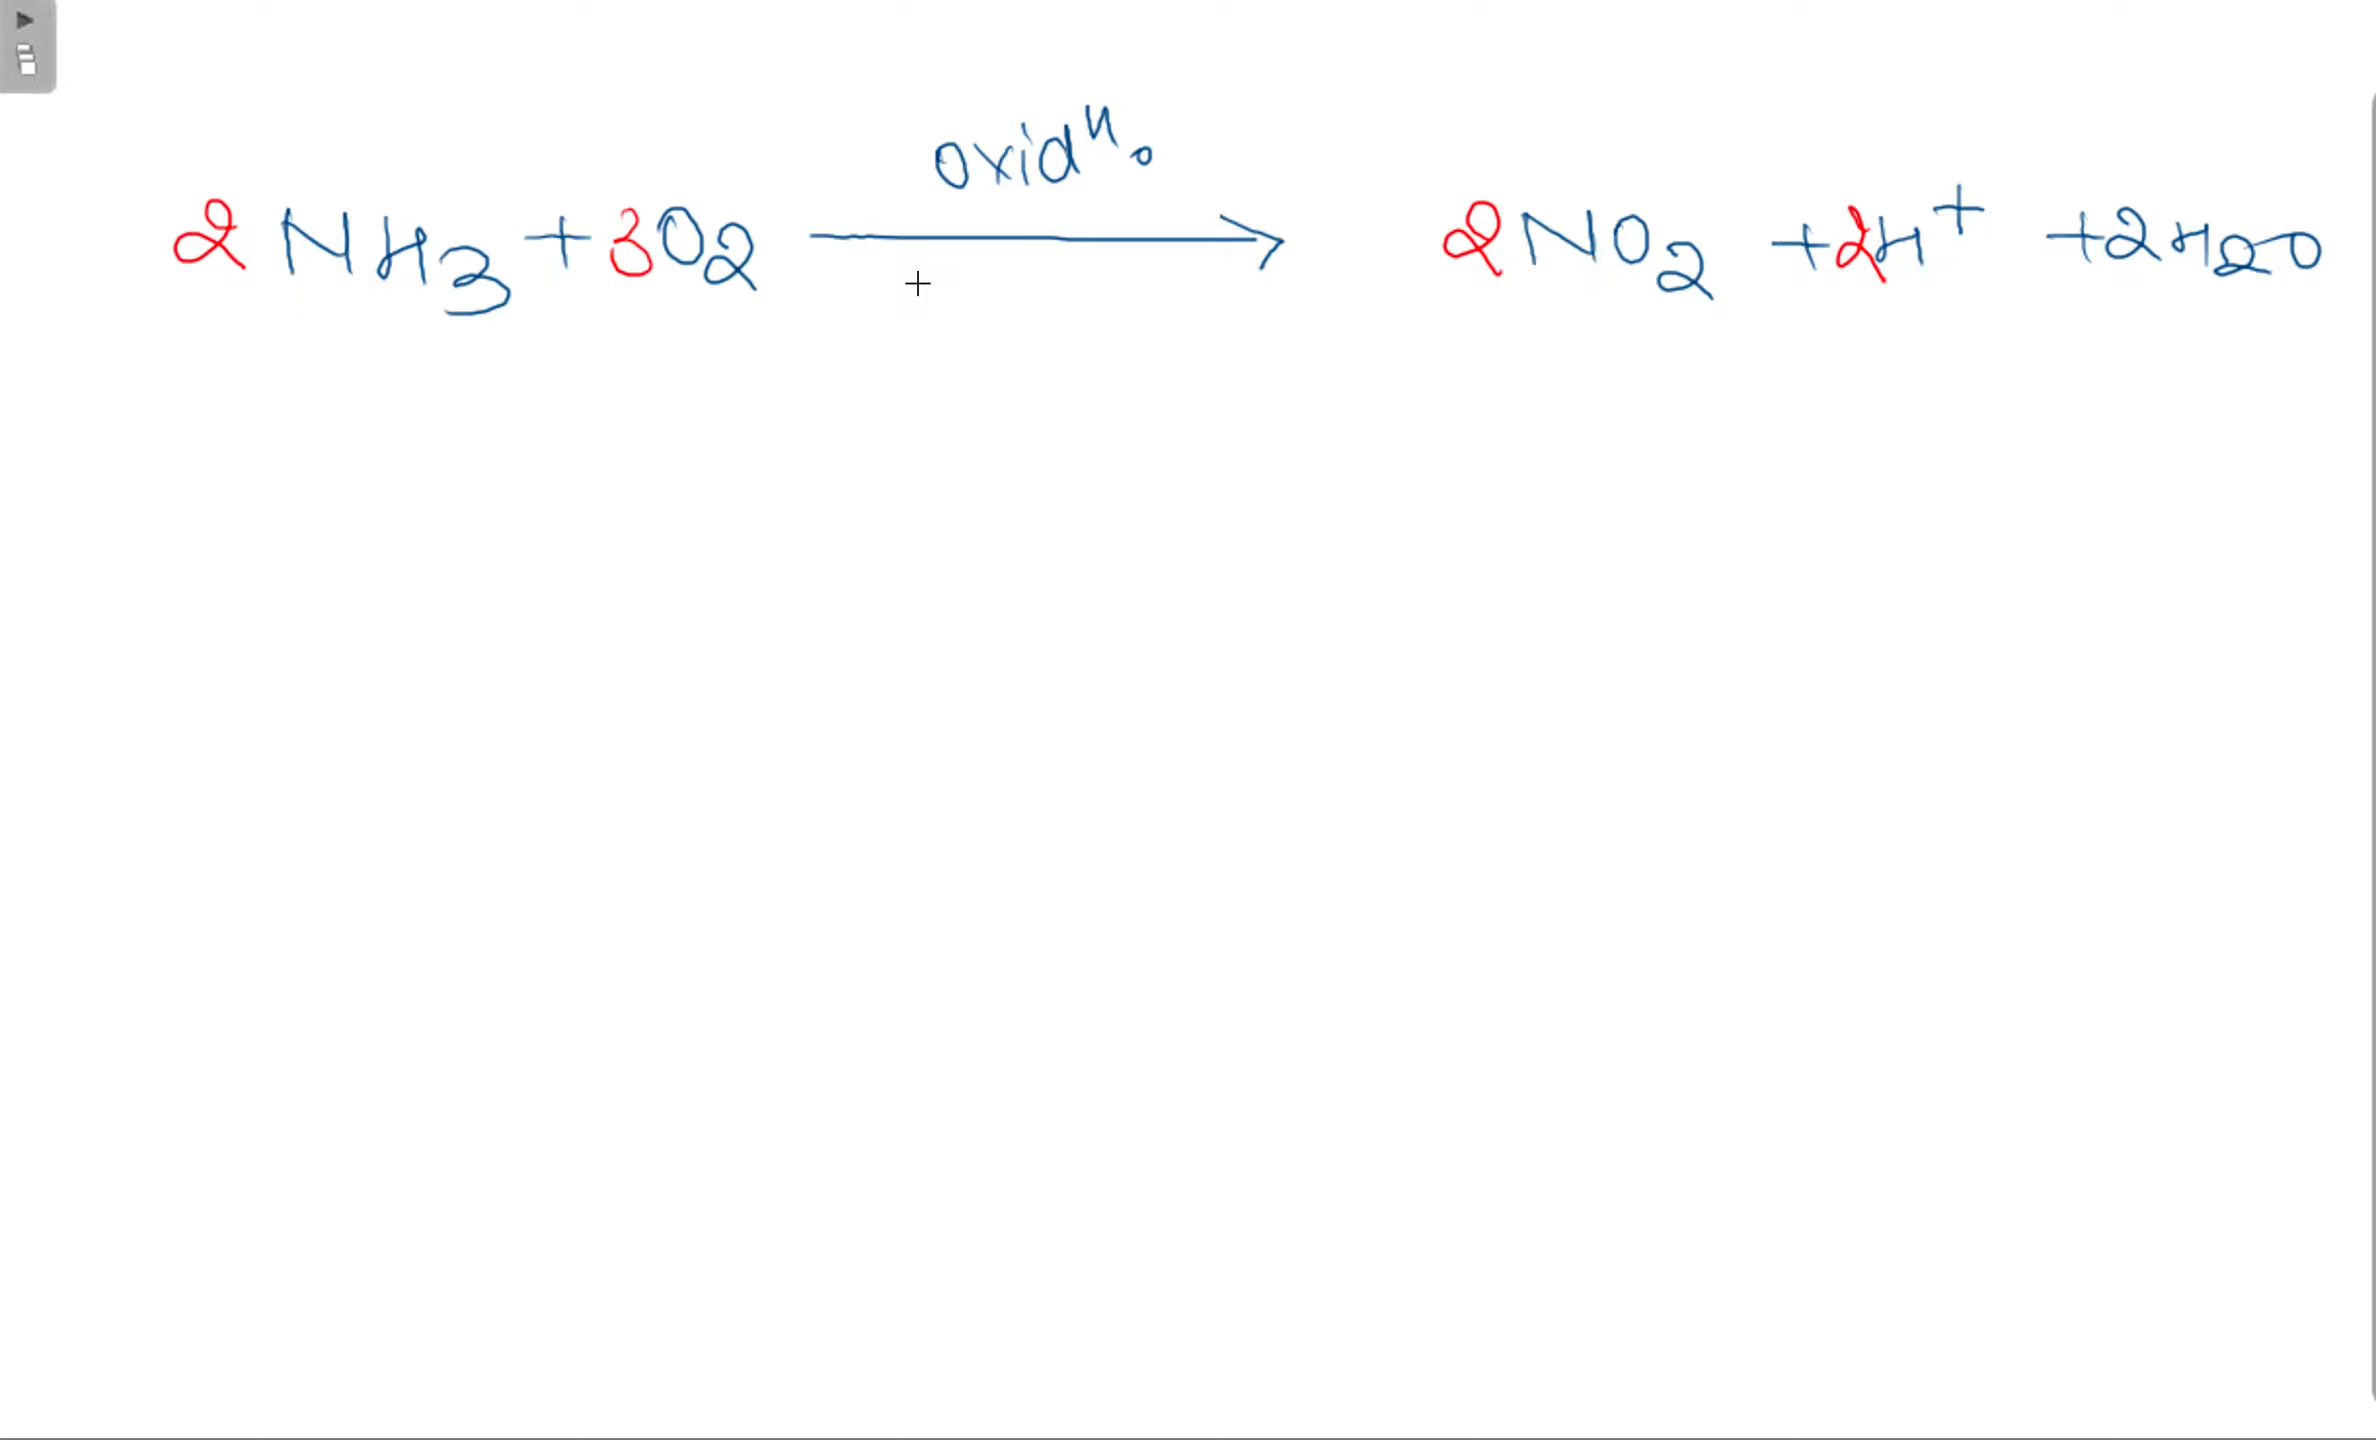 oxidⁿ.
2NH₃ + 3O₂ ⟶ 2NO₂ + 2H⁺ + 2H₂O